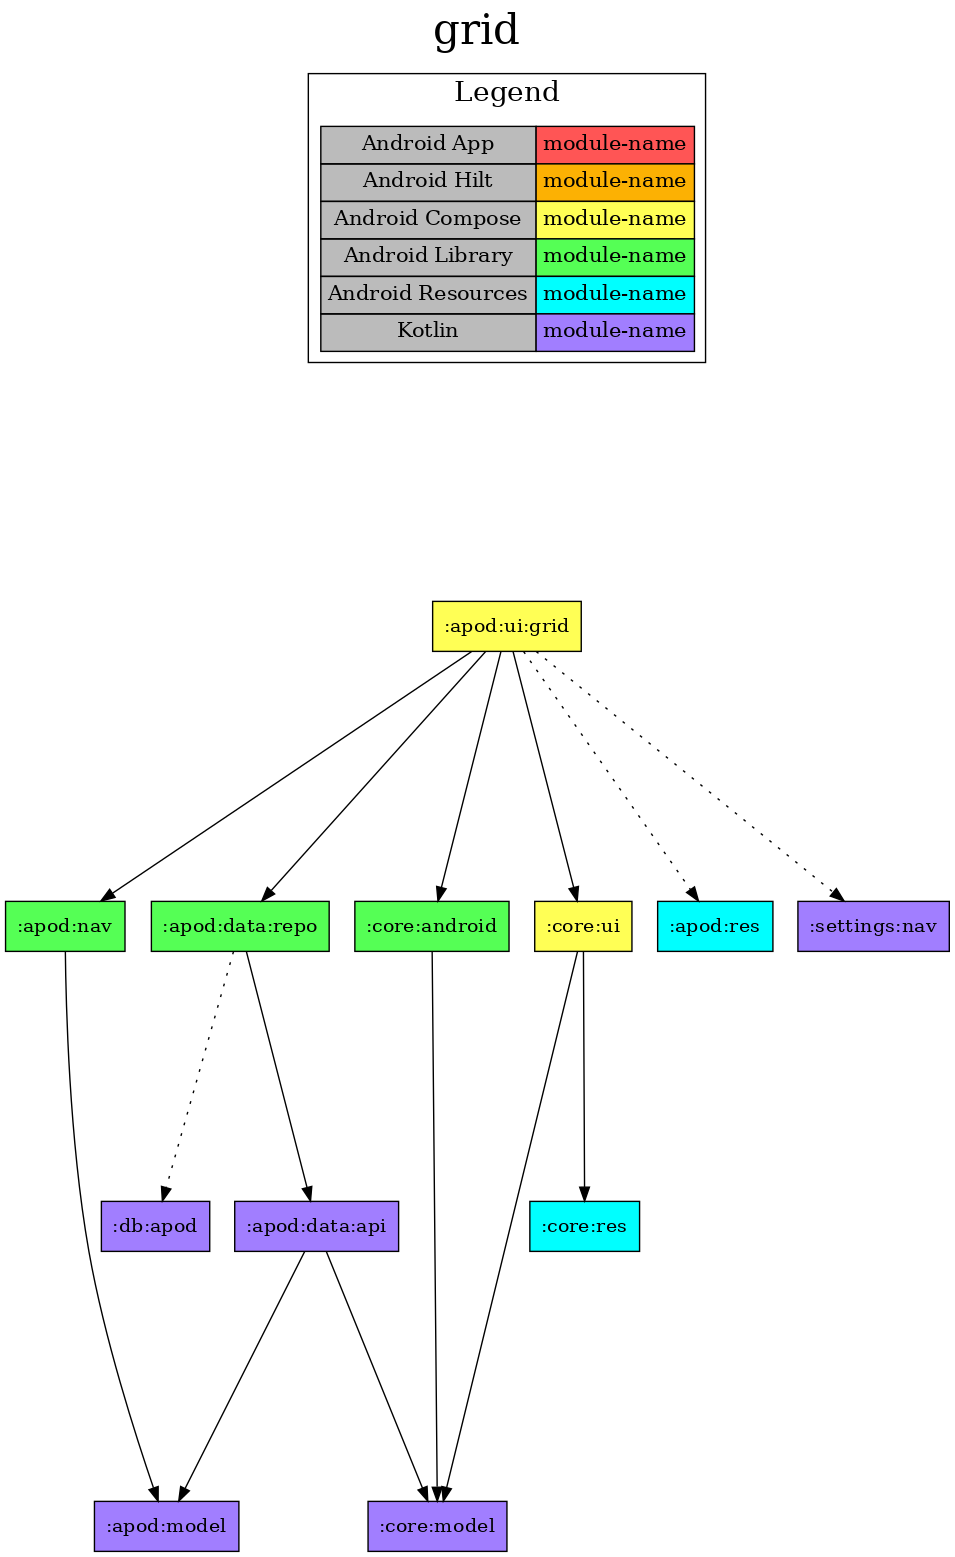 grid
Legend
Android App module-name
Android Hilt module-name
Android Compose module-name
Android Library module-name
Android Resources module-name
Kotlin module-name
:apod:ui:grid
:apod:nav :apod:data:repo :core:android :core:ui :apod:res :settings:nav
:db:apod :apod:data:api :core:res
:apod:model :core:model